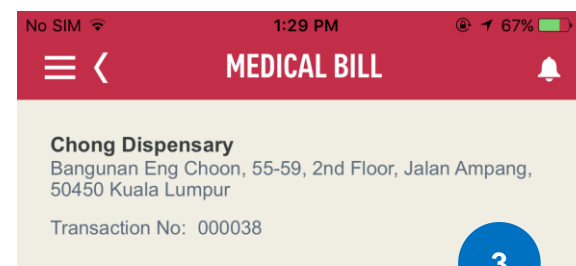 No SIM 1:29 PM 67%
MEDICAL BILL
Chong Dispensary
Bangunan Eng Choon, 55-59, 2nd Floor, Jalan Ampang,
50450 Kuala Lumpur
Transaction No: 000038
3